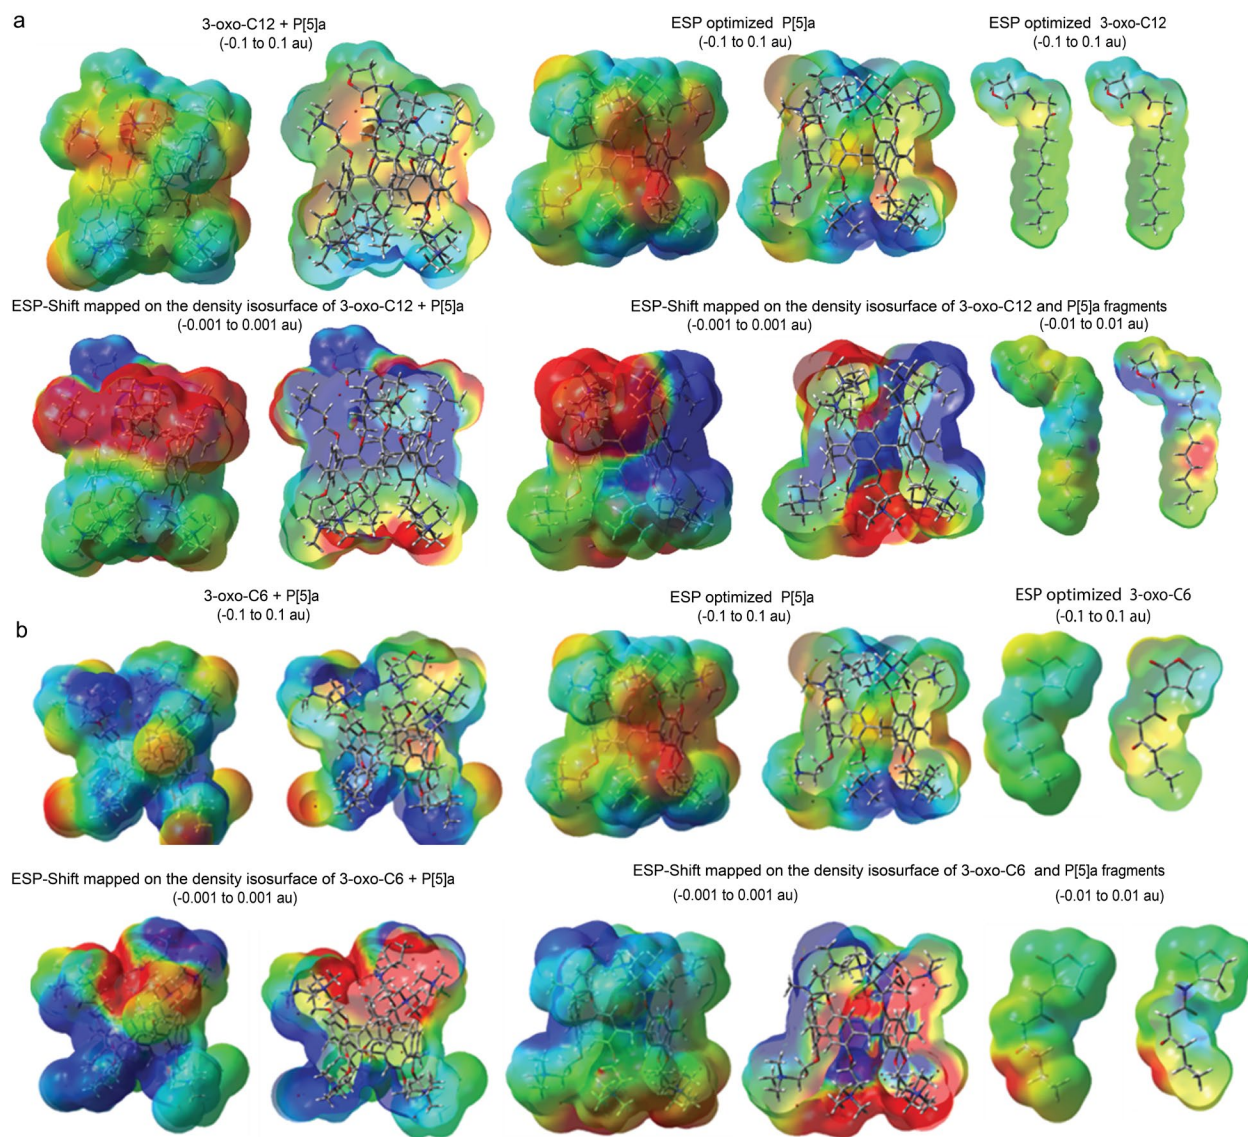 a
3-oxo-C12 + P[5]a
(-0.1 to 0.1 au)
ESP optimized P[5]a
(-0.1 to 0.1 au)
ESP optimized 3-oxo-C12
(-0.1 to 0.1 au)
ESP-Shift mapped on the density isosurface of 3-oxo-C12 + P[5]a
(-0.001 to 0.001 au)
ESP-Shift mapped on the density isosurface of 3-oxo-C12 and P[5]a fragments
(-0.001 to 0.001 au)
(-0.01 to 0.01 au)
b
3-oxo-C6 + P[5]a
(-0.1 to 0.1 au)
ESP optimized P[5]a
(-0.1 to 0.1 au)
ESP optimized 3-oxo-C6
(-0.1 to 0.1 au)
ESP-Shift mapped on the density isosurface of 3-oxo-C6 + P[5]a
(-0.001 to 0.001 au)
ESP-Shift mapped on the density isosurface of 3-oxo-C6 and P[5]a fragments
(-0.001 to 0.001 au)
(-0.01 to 0.01 au)